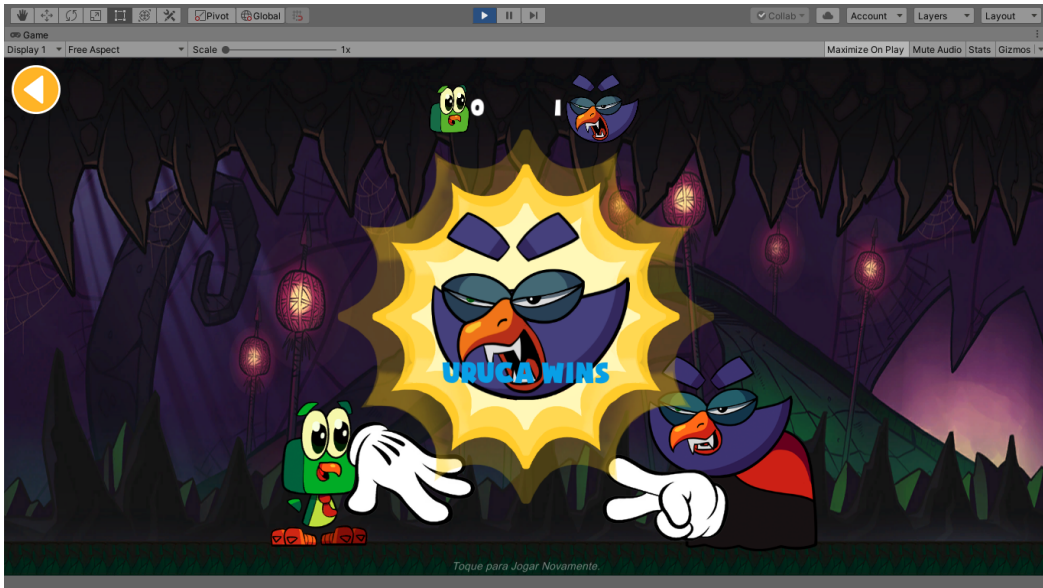 Pivot Global Collab Account Layers Layout
Game
Display 1 Free Aspect Scale 1x Maximize On Play Mute Audio Stats Gizmos
0 1
URUCA WINS
Toque para Jogar Novamente.